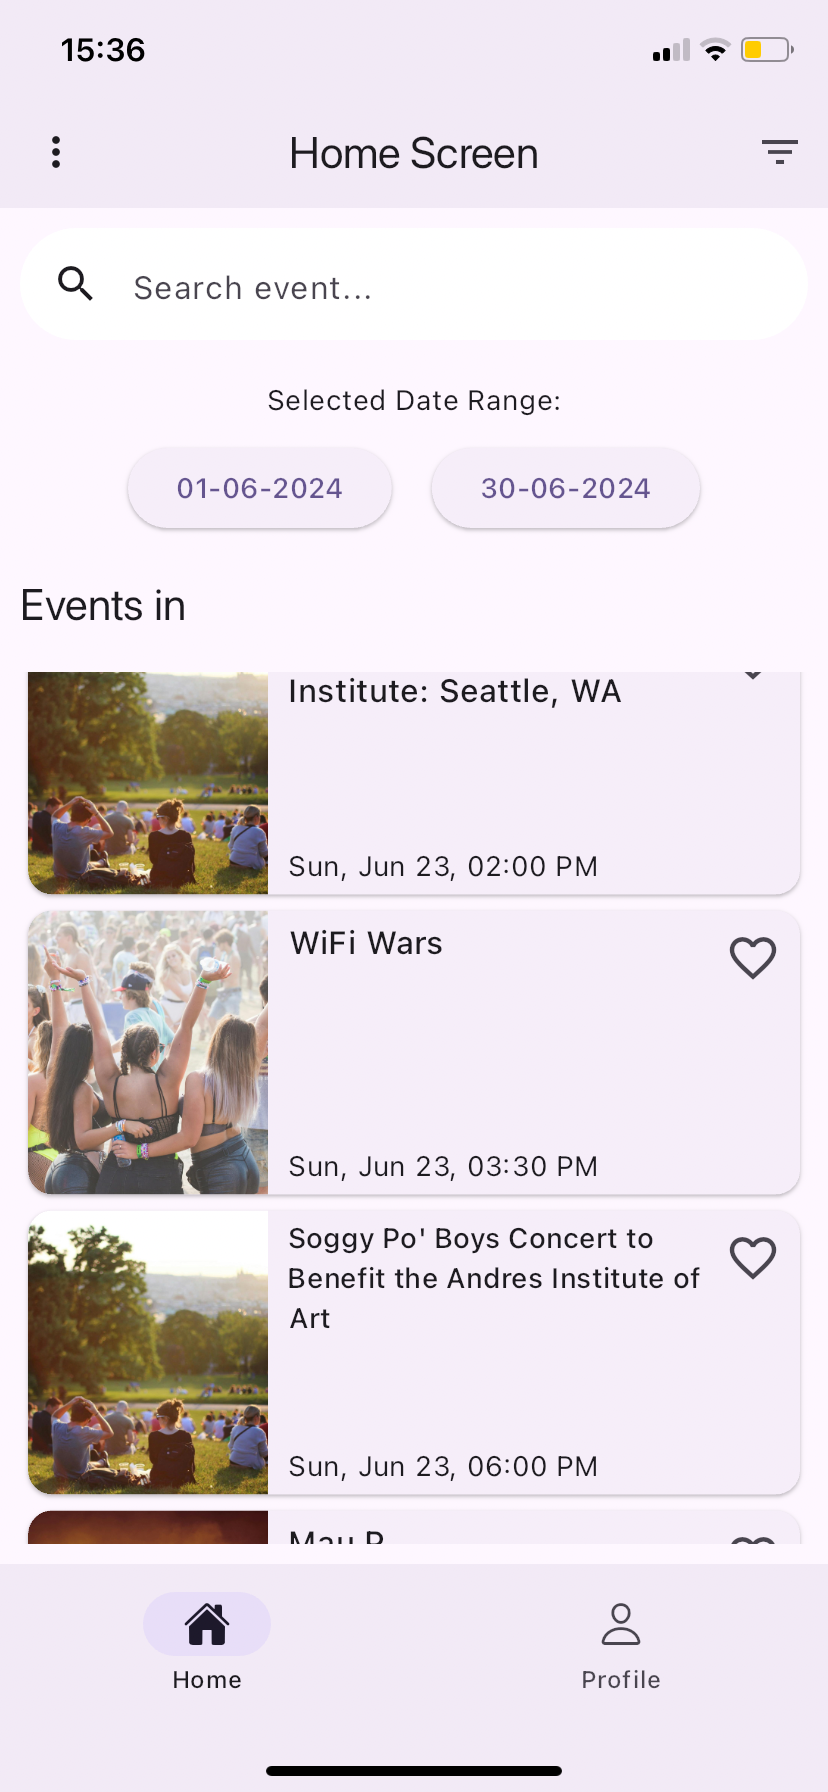 15:36
Home Screen
Search event...
Selected Date Range:
01-06-2024
30-06-2024
Events in
Institute: Seattle, WA
Sun, Jun 23, 02:00 PM
WiFi Wars
Sun, Jun 23, 03:30 PM
Soggy Po' Boys Concert to
Benefit the Andres Institute of
Art
Sun, Jun 23, 06:00 PM
Mau P
Home
Profile